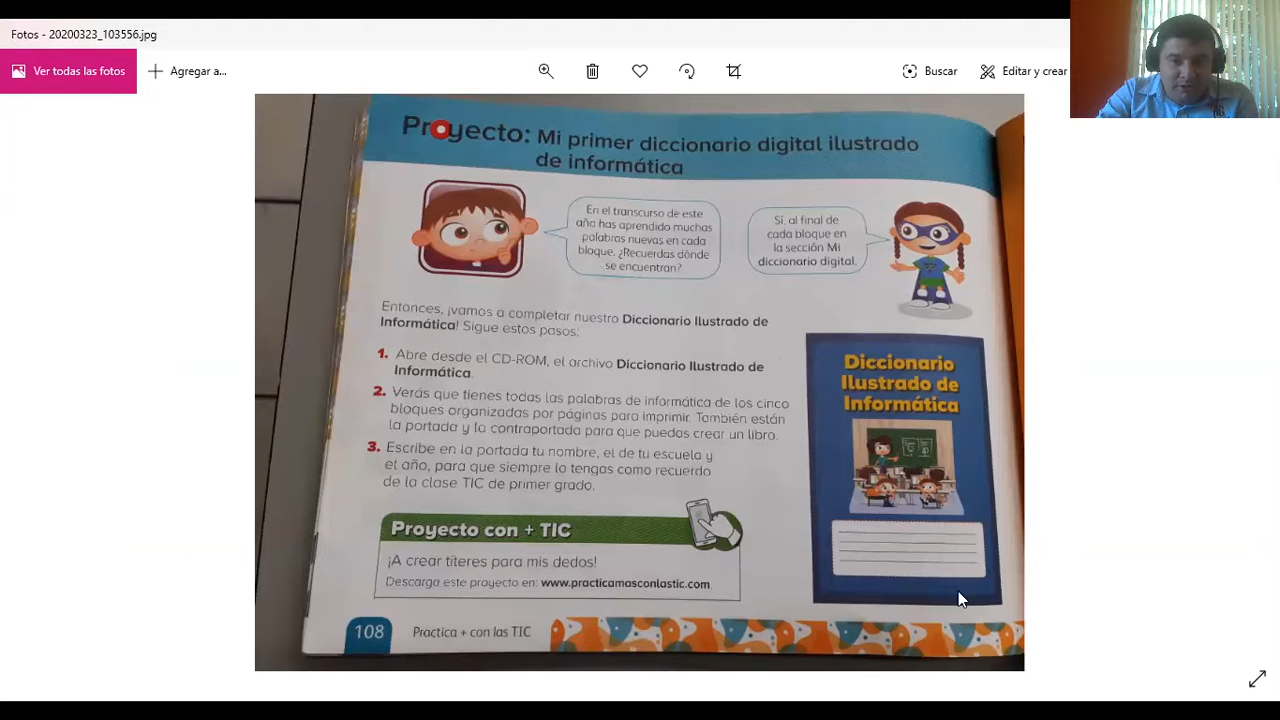 Fotos - 20200323_103556.jpg
Ver todas las fotos
Agregar a...
Buscar
Editar y crear
Proyecto: Mi primer diccionario digital ilustrado
de informática
En el transcurso de este
año has aprendido muchas
palabras nuevas en cada
bloque. ¿Recuerdas dónde
se encuentran?
Sí, al final de
cada bloque en
la sección Mi
diccionario digital.
Entonces, ¡vamos a completar nuestro Diccionario Ilustrado de
Informática! Sigue estos pasos:
1. Abre desde el CD-ROM, el archivo Diccionario Ilustrado de
Informática.
2. Verás que tienes todas las palabras de informática de los cinco
bloques organizadas por páginas para imprimir. También están
la portada y la contraportada para que puedas crear un libro.
3. Escribe en la portada tu nombre, el de tu escuela y
el año, para que siempre lo tengas como recuerdo
de la clase TIC de primer grado.
Diccionario
Ilustrado de
Informática
Proyecto con + TIC
¡A crear títeres para mis dedos!
Descarga este proyecto en: www.practicamasconlastic.com.
108 Practica + con las TIC